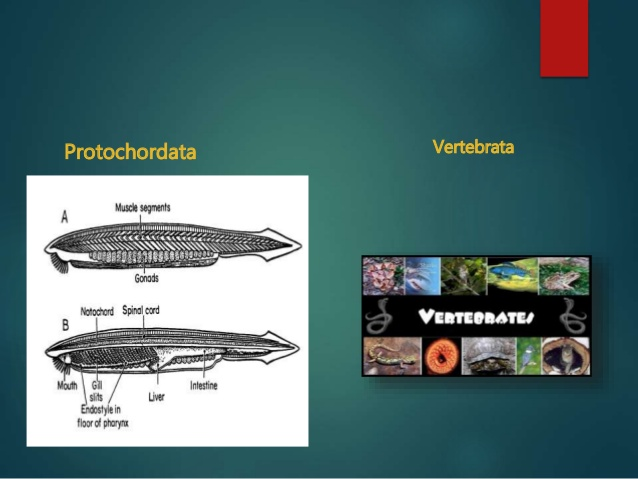 Protochordata
Vertebrata
A
Muscle segments
Gonads
Notochord Spinal cord
B
Mouth Gill slits
Endostyle in
floor of pharynx
Liver
Intestine
VERTEBRATES